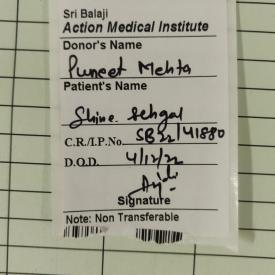 Sri Balaji
Action Medical Institute
Donor's Name
Puneet Mehta
Patient's Name
Shine Sehgal
C.R./I.P.No. SB22/41880
D.O.D. 4/12/22
Signature
Note: Non Transferable